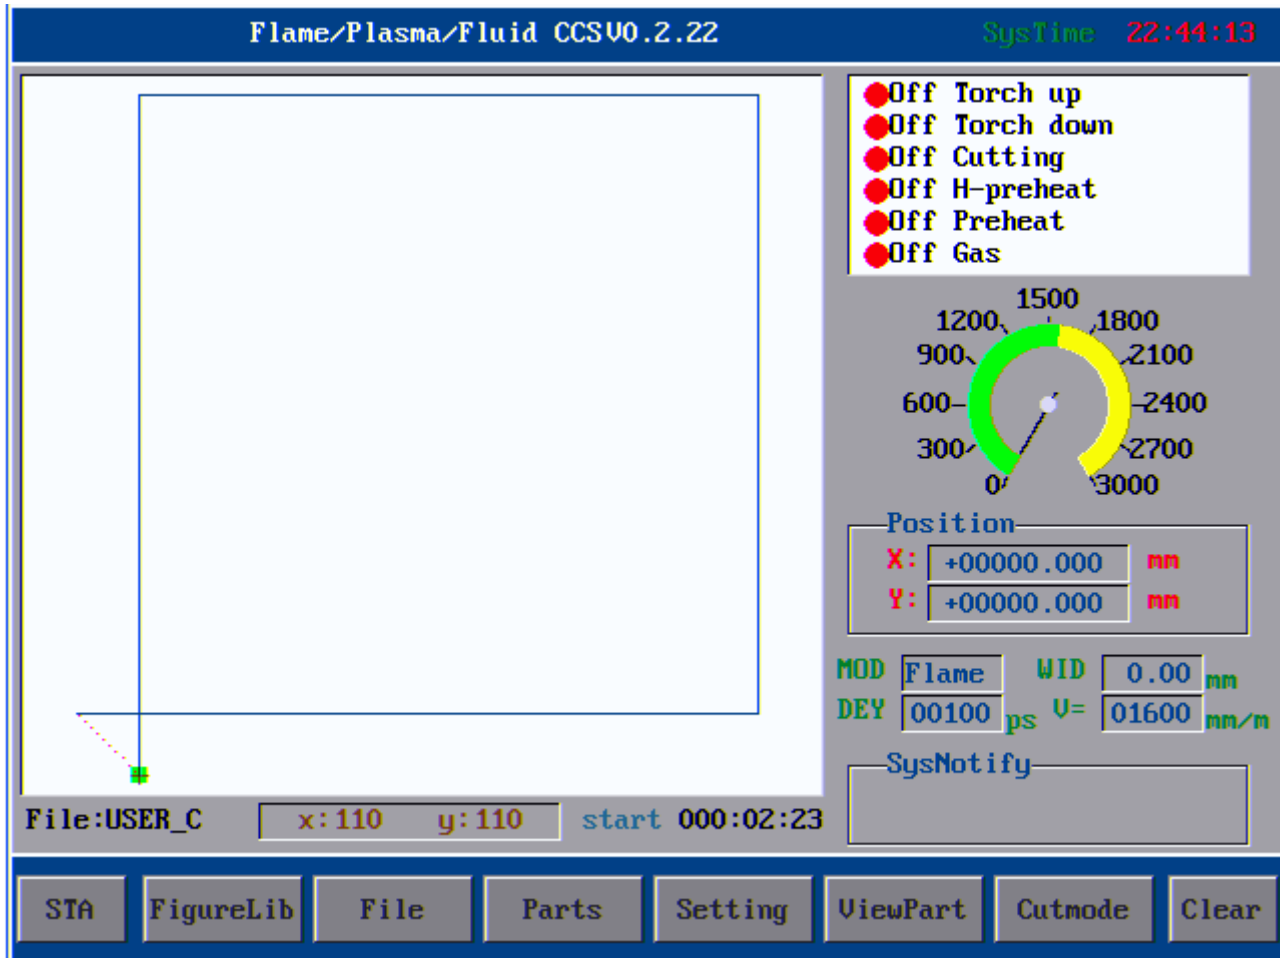 Flame/Plasma/Fluid CCSV0.2.22 SysTime 22:44:13
Off Torch up
Off Torch down
Off Cutting
Off H-preheat
Off Preheat
Off Gas
1500
1200 1800
900 2100
600 2400
300 2700
0 3000
Position
X: +00000.000 mm
Y: +00000.000 mm
MOD Flame WID 0.00 mm
DEY 00100 ps V= 01600 mm/m
SysNotify
File:USER_C x:110 y:110 start 000:02:23
STA FigureLib File Parts Setting ViewPart Cutmode Clear